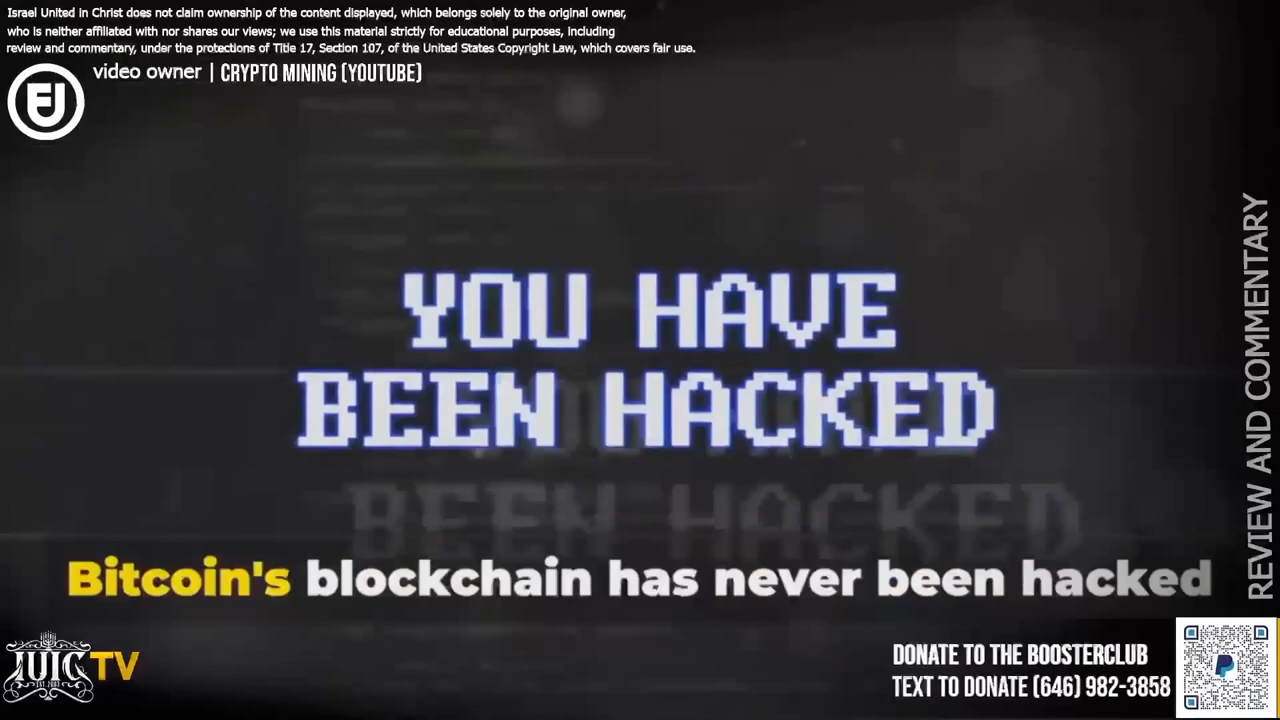 Israel United in Christ does not claim ownership of the content displayed, which belongs solely to the original owner,
who is neither affiliated with nor shares our views; we use this material strictly for educational purposes, including
review and commentary, under the protections of Title 17, Section 107, of the United States Copyright Law, which covers fair use.
video owner | CRYPTO MINING (YOUTUBE)
YOU HAVE
BEEN HACKED
BEEN HACKED
Bitcoin's blockchain has never been hacked
REVIEW AND COMMENTARY
IUIC TV
DONATE TO THE BOOSTERCLUB
TEXT TO DONATE (646) 982-3858